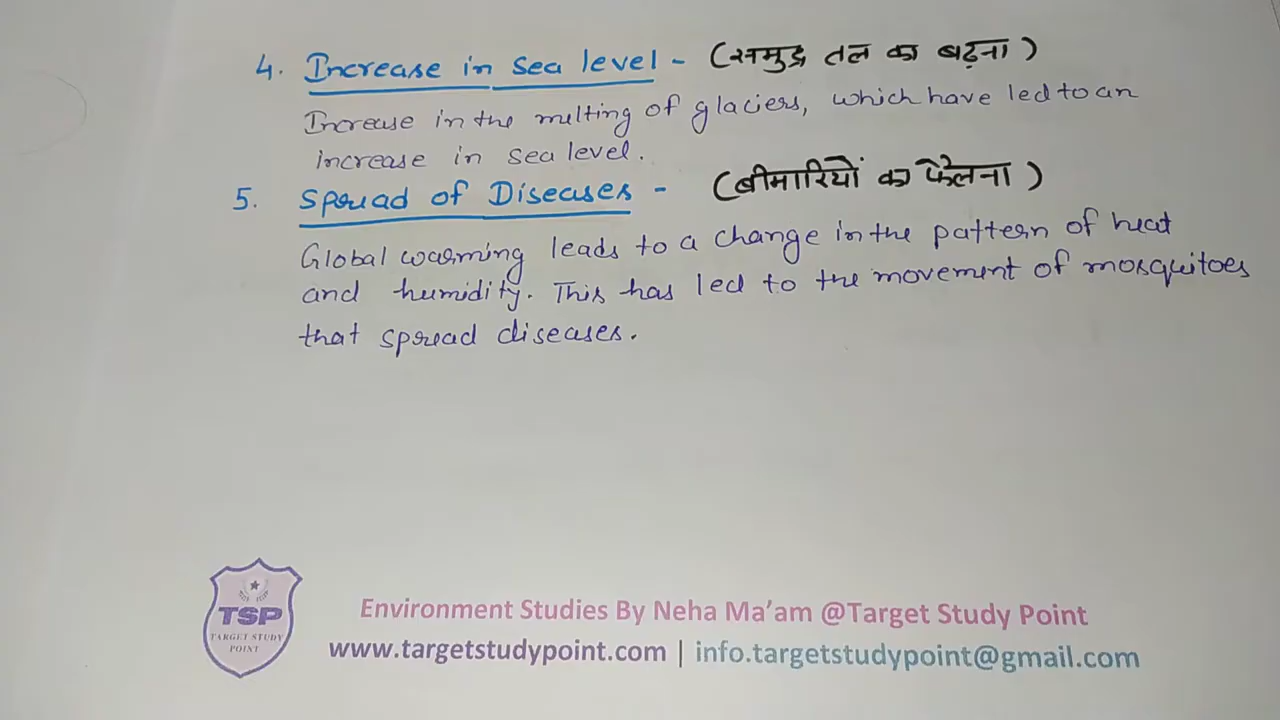 4. Increase in sea level - (समुद्र तल का बढ़ना)
Increase in the melting of glaciers, which have led to an
increase in sea level.
5. Spread of Diseases - (बीमारियों का फैलना)
Global warming leads to a change in the pattern of heat
and humidity. This has led to the movement of mosquitoes
that spread diseases.
TSP
TARGET STUDY
POINT
Environment Studies By Neha Ma’am @Target Study Point
www.targetstudypoint.com | info.targetstudypoint@gmail.com